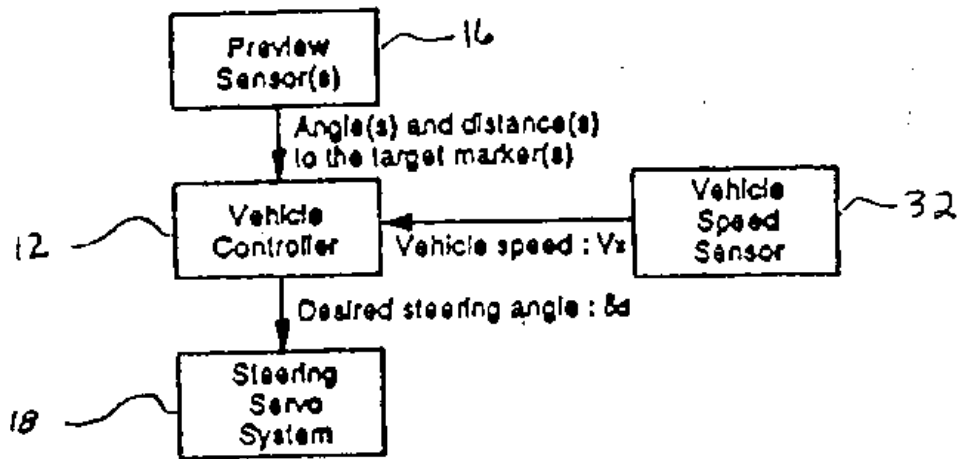 Preview
Sensor(s)
16
Angle(s) and distance(s)
to the target marker(s)
Vehicle
Controller
12
Vehicle speed : Vx
Vehicle
Speed
Sensor
32
Desired steering angle : δd
Steering
Servo
System
18